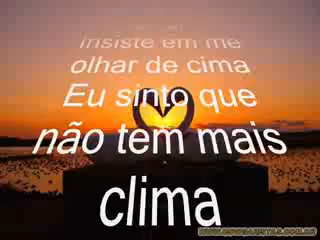 Insiste em me
olhar de cima
Eu sinto que
não tem mais
clima